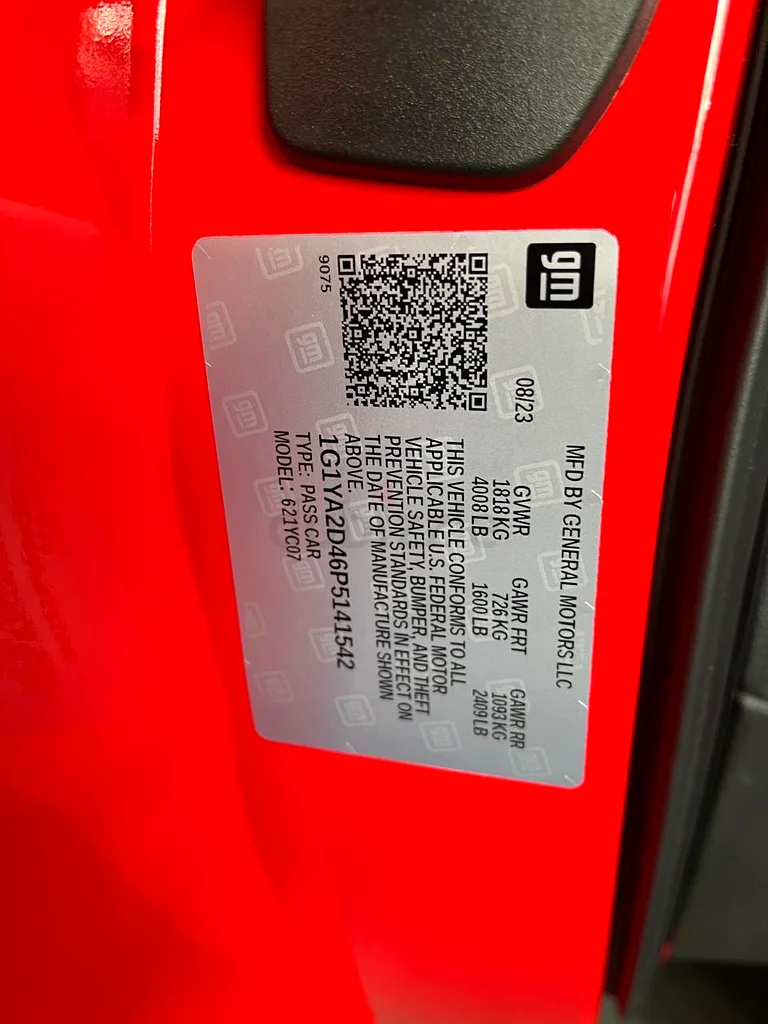 gm
08/23
9075
MFD BY GENERAL MOTORS LLC
GVWR GAWR FRT GAWR RR
1818 KG 726 KG 1093 KG
4008 LB 1600 LB 2409 LB
THIS VEHICLE CONFORMS TO ALL
APPLICABLE U.S. FEDERAL MOTOR
VEHICLE SAFETY, BUMPER, AND THEFT
PREVENTION STANDARDS IN EFFECT ON
THE DATE OF MANUFACTURE SHOWN
ABOVE.
1G1YA2D46P5141542
TYPE: PASS CAR
MODEL: 621YC07